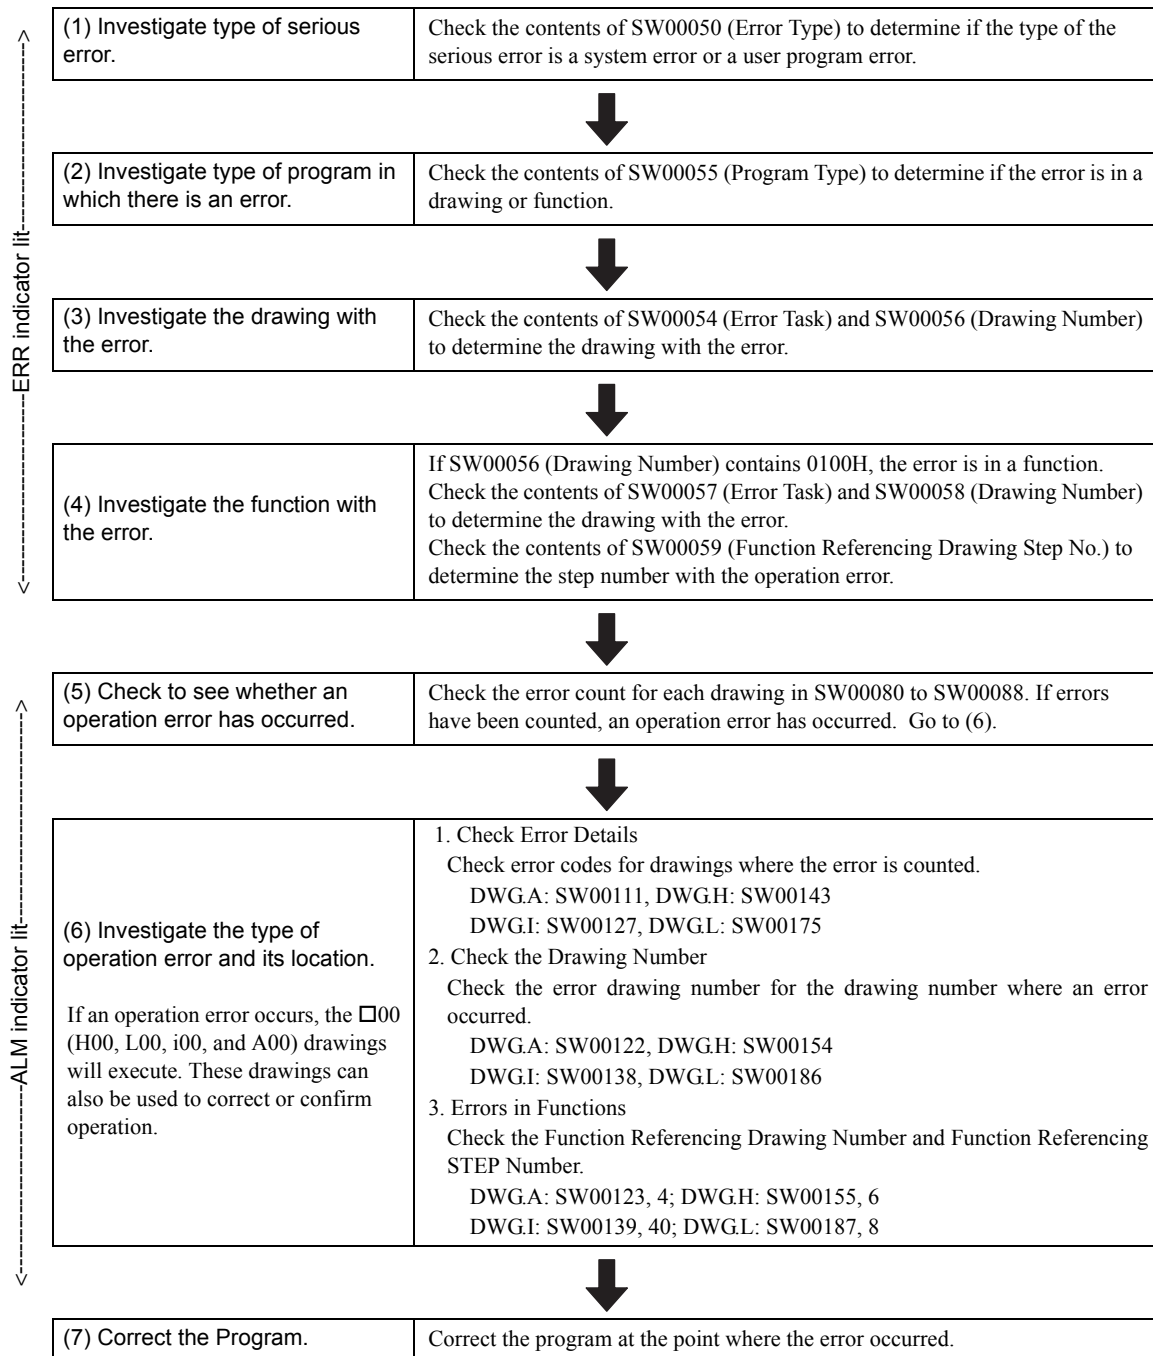 (1) Investigate type of serious
error.
Check the contents of SW00050 (Error Type) to determine if the type of the
serious error is a system error or a user program error.
(2) Investigate type of program in
which there is an error.
Check the contents of SW00055 (Program Type) to determine if the error is in a
drawing or function.
(3) Investigate the drawing with
the error.
Check the contents of SW00054 (Error Task) and SW00056 (Drawing Number)
to determine the drawing with the error.
<----------------ERR indicator lit---------------->
(4) Investigate the function with
the error.
If SW00056 (Drawing Number) contains 0100H, the error is in a function.
Check the contents of SW00057 (Error Task) and SW00058 (Drawing Number)
to determine the drawing with the error.
Check the contents of SW00059 (Function Referencing Drawing Step No.) to
determine the step number with the operation error.
(5) Check to see whether an
operation error has occurred.
Check the error count for each drawing in SW00080 to SW00088. If errors
have been counted, an operation error has occurred.  Go to (6).
<----------------ALM indicator lit---------------->
(6) Investigate the type of
operation error and its location.
If an operation error occurs, the □00
(H00, L00, i00, and A00) drawings
will execute. These drawings can
also be used to correct or confirm
operation.
1. Check Error Details
Check error codes for drawings where the error is counted.
DWG.A: SW00111, DWG.H: SW00143
DWG.I: SW00127, DWG.L: SW00175
2. Check the Drawing Number
Check the error drawing number for the drawing number where an error
occurred.
DWG.A: SW00122, DWG.H: SW00154
DWG.I: SW00138, DWG.L: SW00186
3. Errors in Functions
Check the Function Referencing Drawing Number and Function Referencing
STEP Number.
DWG.A: SW00123, 4; DWG.H: SW00155, 6
DWG.I: SW00139, 40; DWG.L: SW00187, 8
(7) Correct the Program.
Correct the program at the point where the error occurred.